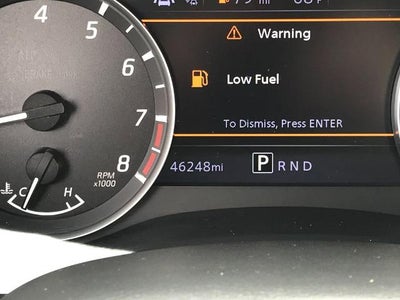 Warning
Low Fuel
To Dismiss, Press ENTER
46248mi
P R N D
4
5
6
7
8
RPM
x1000
C H